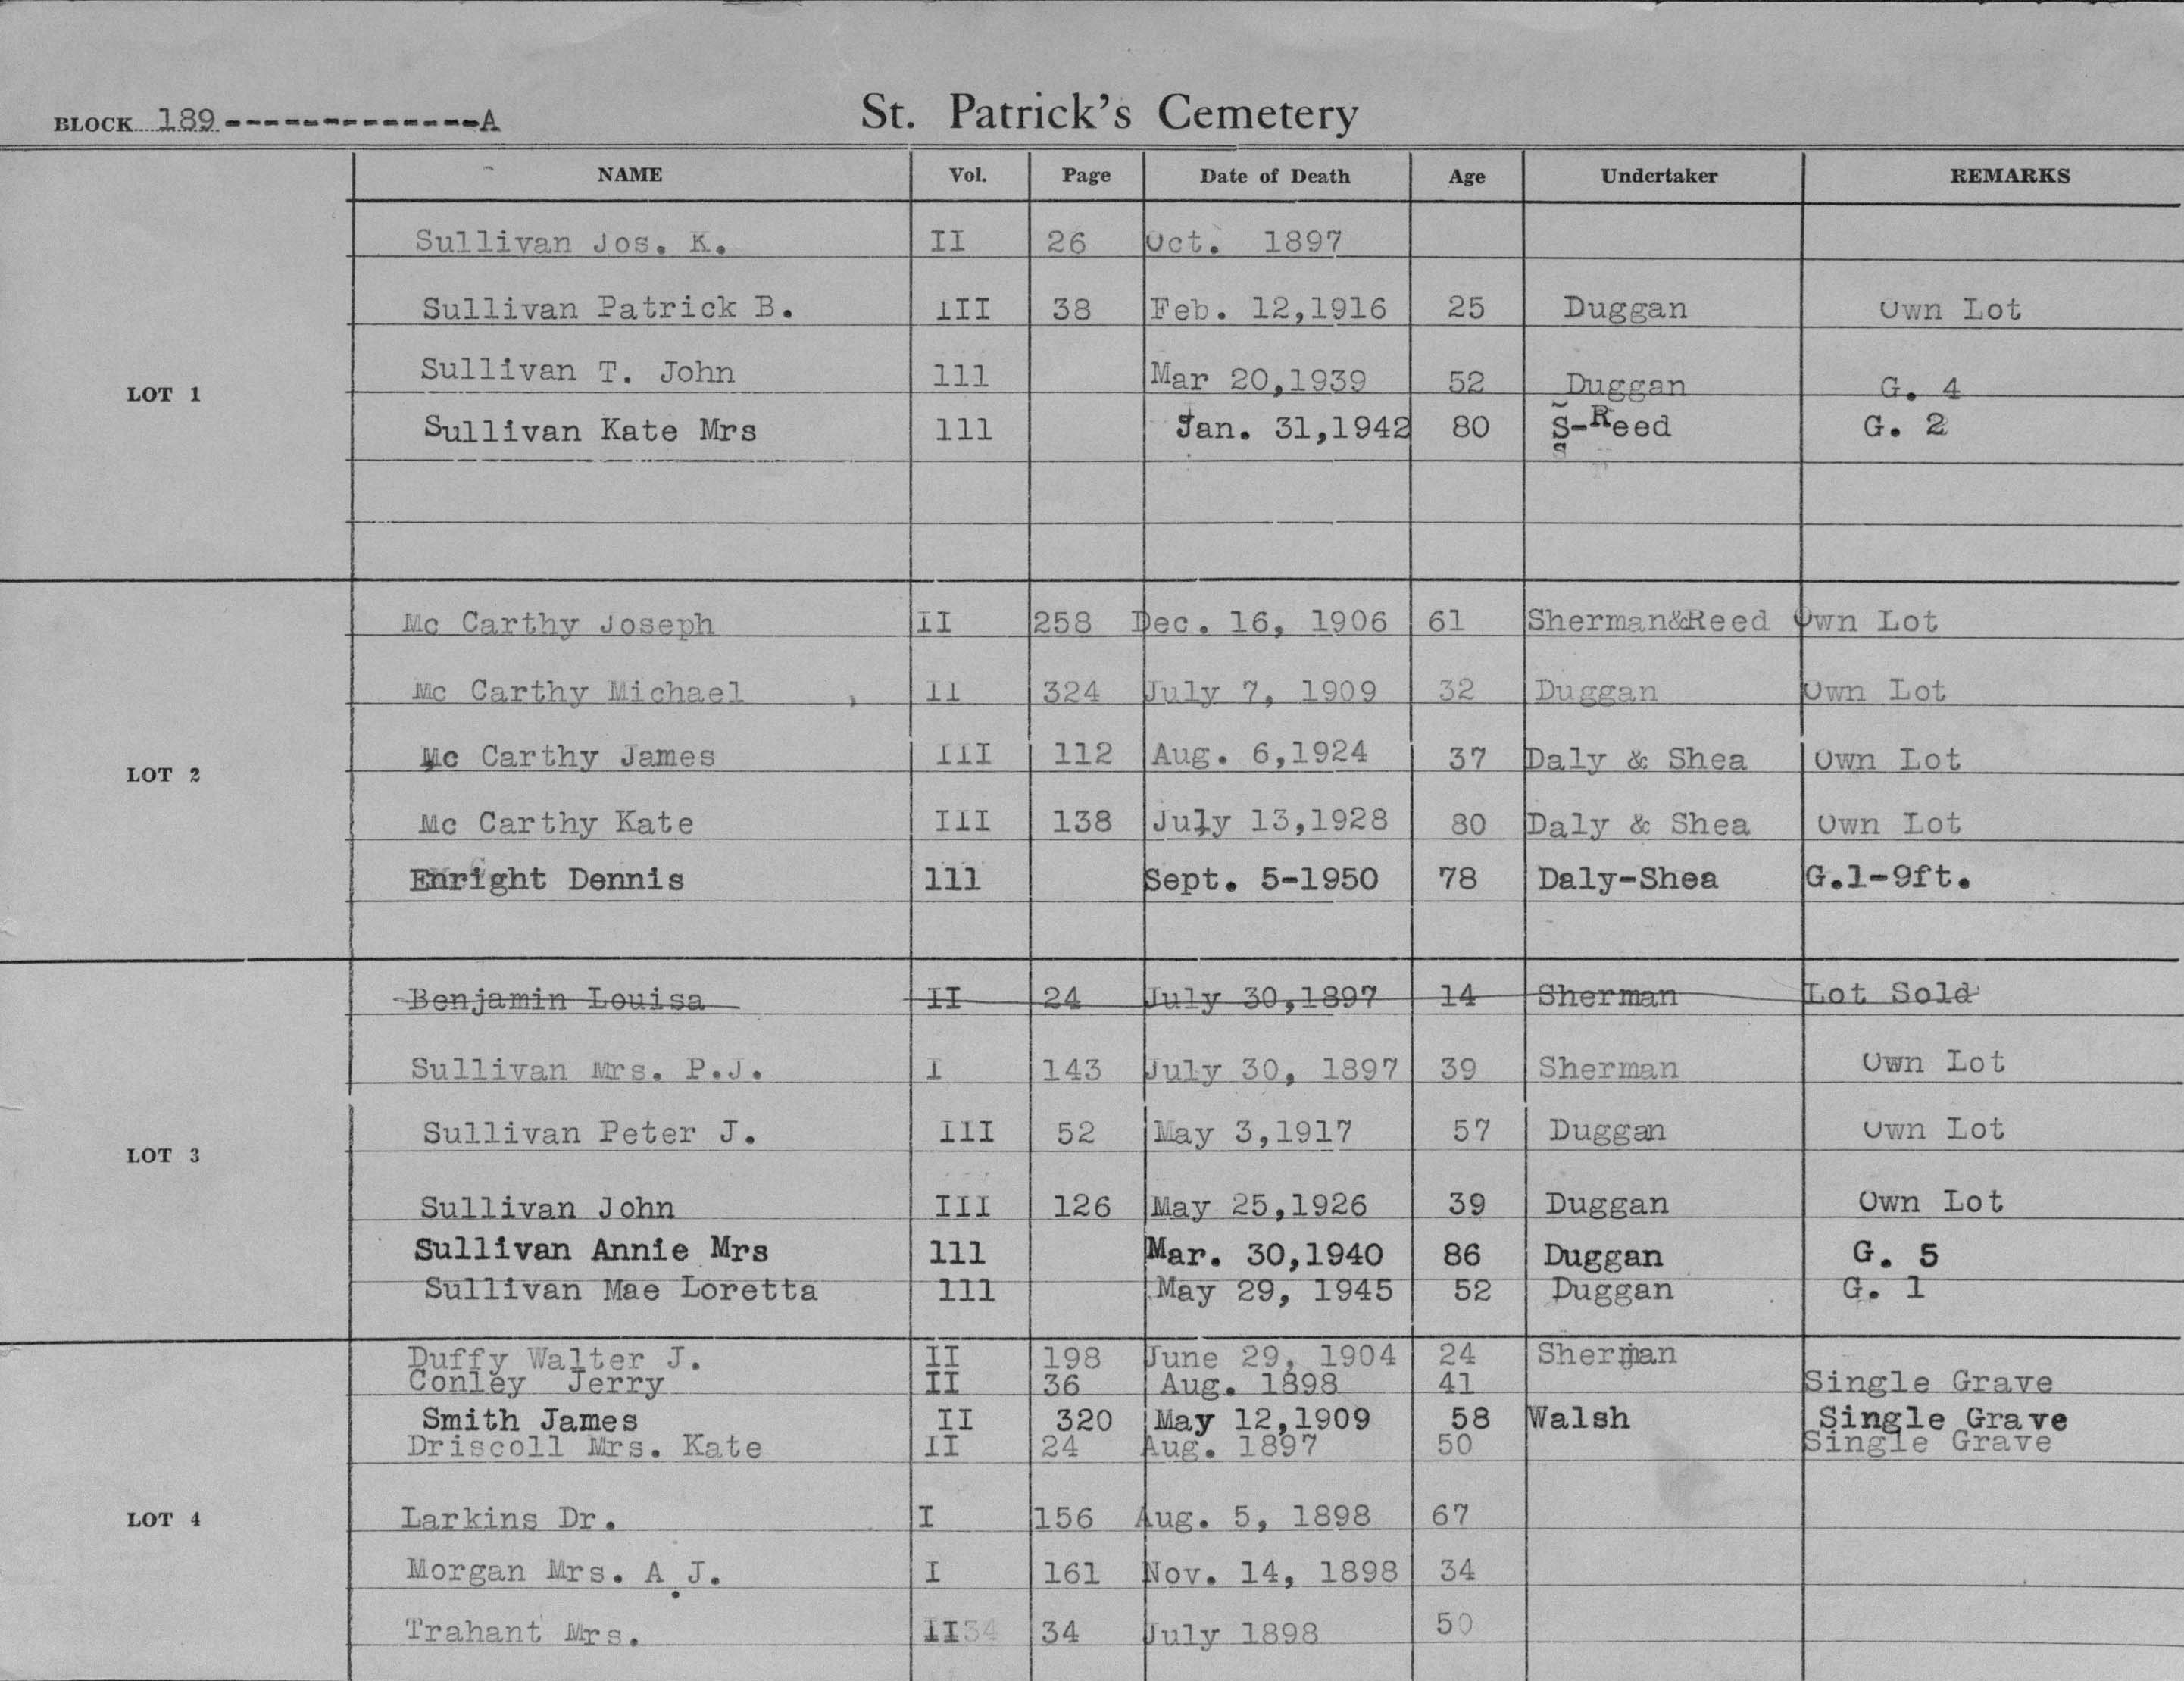 BLOCK 189--------------A
St. Patrick's Cemetery
NAME Vol. Page Date of Death Age Undertaker REMARKS
LOT 1
Sullivan Jos. K. II 26 Oct. 1897
Sullivan Patrick B. III 38 Feb. 12,1916 25 Duggan Own Lot
Sullivan T. John 111 Mar 20,1939 52 Duggan G. 4
Sullivan Kate Mrs 111 Jan. 31,1942 80 S-Reed G. 2
LOT 2
Mc Carthy Joseph II 258 Dec. 16, 1906 61 Sherman&Reed Own Lot
Mc Carthy Michael , II 324 July 7, 1909 32 Duggan Own Lot
Mc Carthy James III 112 Aug. 6,1924 37 Daly & Shea Own Lot
Mc Carthy Kate III 138 July 13,1928 80 Daly & Shea Own Lot
Enright Dennis 111 Sept. 5-1950 78 Daly-Shea G.1-9ft.
LOT 3
Benjamin Louisa II 24 July 30,1897 14 Sherman Lot Sold
Sullivan Mrs. P.J. I 143 July 30, 1897 39 Sherman Own Lot
Sullivan Peter J. III 52 May 3,1917 57 Duggan Own Lot
Sullivan John III 126 May 25,1926 39 Duggan Own Lot
Sullivan Annie Mrs 111 Mar. 30,1940 86 Duggan G. 5
Sullivan Mae Loretta 111 May 29, 1945 52 Duggan G. 1
LOT 4
Duffy Walter J. II 198 June 29, 1904 24 Sherman
Conley Jerry II 36 Aug. 1898 41 Single Grave
Smith James II 320 May 12,1909 58 Walsh Single Grave
Driscoll Mrs. Kate II 24 Aug. 1897 50 Single Grave
Larkins Dr. I 156 Aug. 5, 1898 67
Morgan Mrs. A.J. I 161 Nov. 14, 1898 34
Trahant Mrs. II34 34 July 1898 50